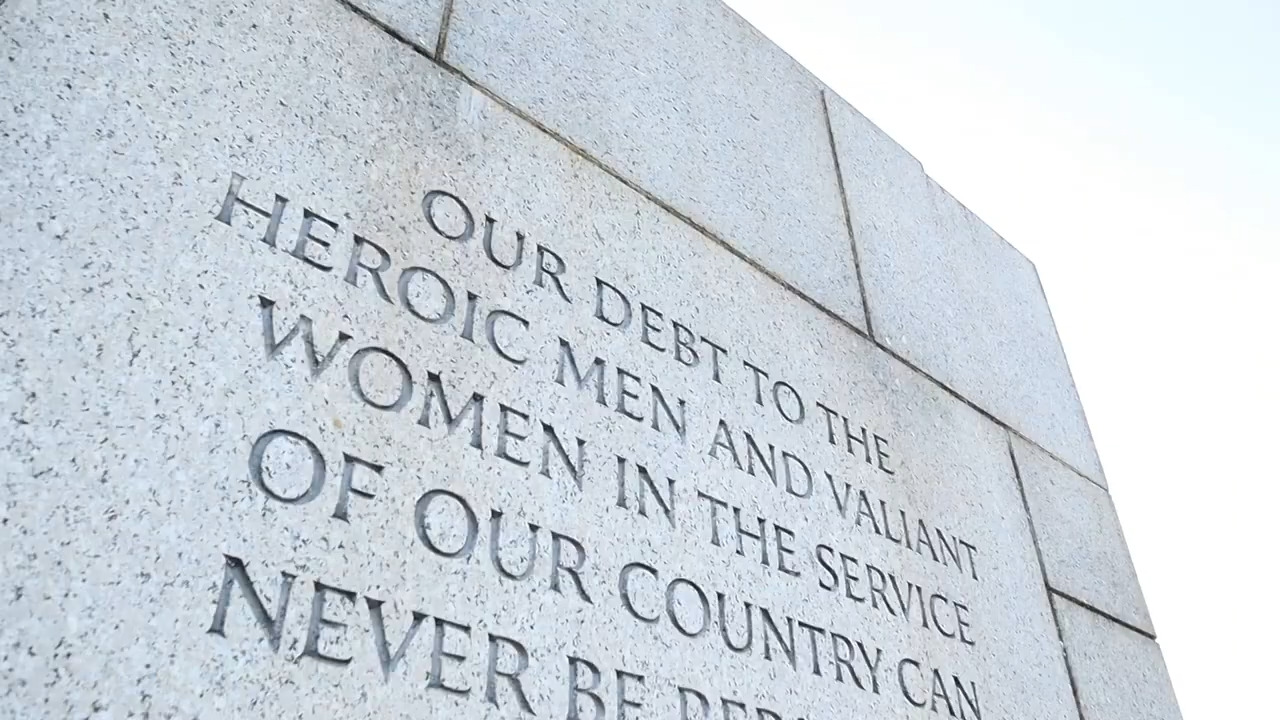 OUR DEBT TO THE
HEROIC MEN AND VALIANT
WOMEN IN THE SERVICE
OF OUR COUNTRY CAN
NEVER BE